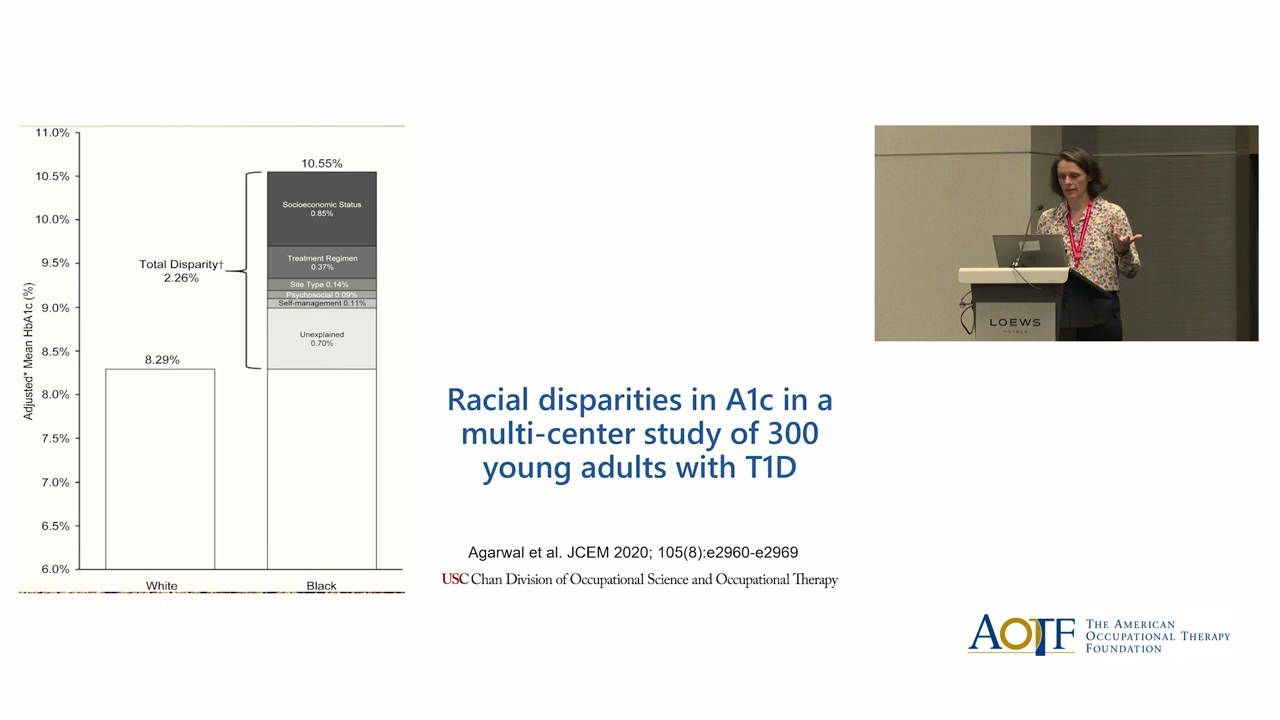 11.0%
10.5%
10.0%
9.5%
9.0%
8.5%
8.0%
7.5%
7.0%
6.5%
6.0%
Adjusted* Mean HbA1c (%)
10.55%
Socioeconomic Status
0.85%
Treatment Regimen
0.37%
Site Type 0.14%
Psychosocial 0.09%
Self-management 0.11%
Unexplained
0.70%
Total Disparity†
2.26%
8.29%
White
Black
Racial disparities in A1c in a
multi-center study of 300
young adults with T1D
Agarwal et al. JCEM 2020; 105(8):e2960-e2969
USC Chan Division of Occupational Science and Occupational Therapy
LOEWS
HOTELS
AOTF
THE AMERICAN
OCCUPATIONAL THERAPY
FOUNDATION